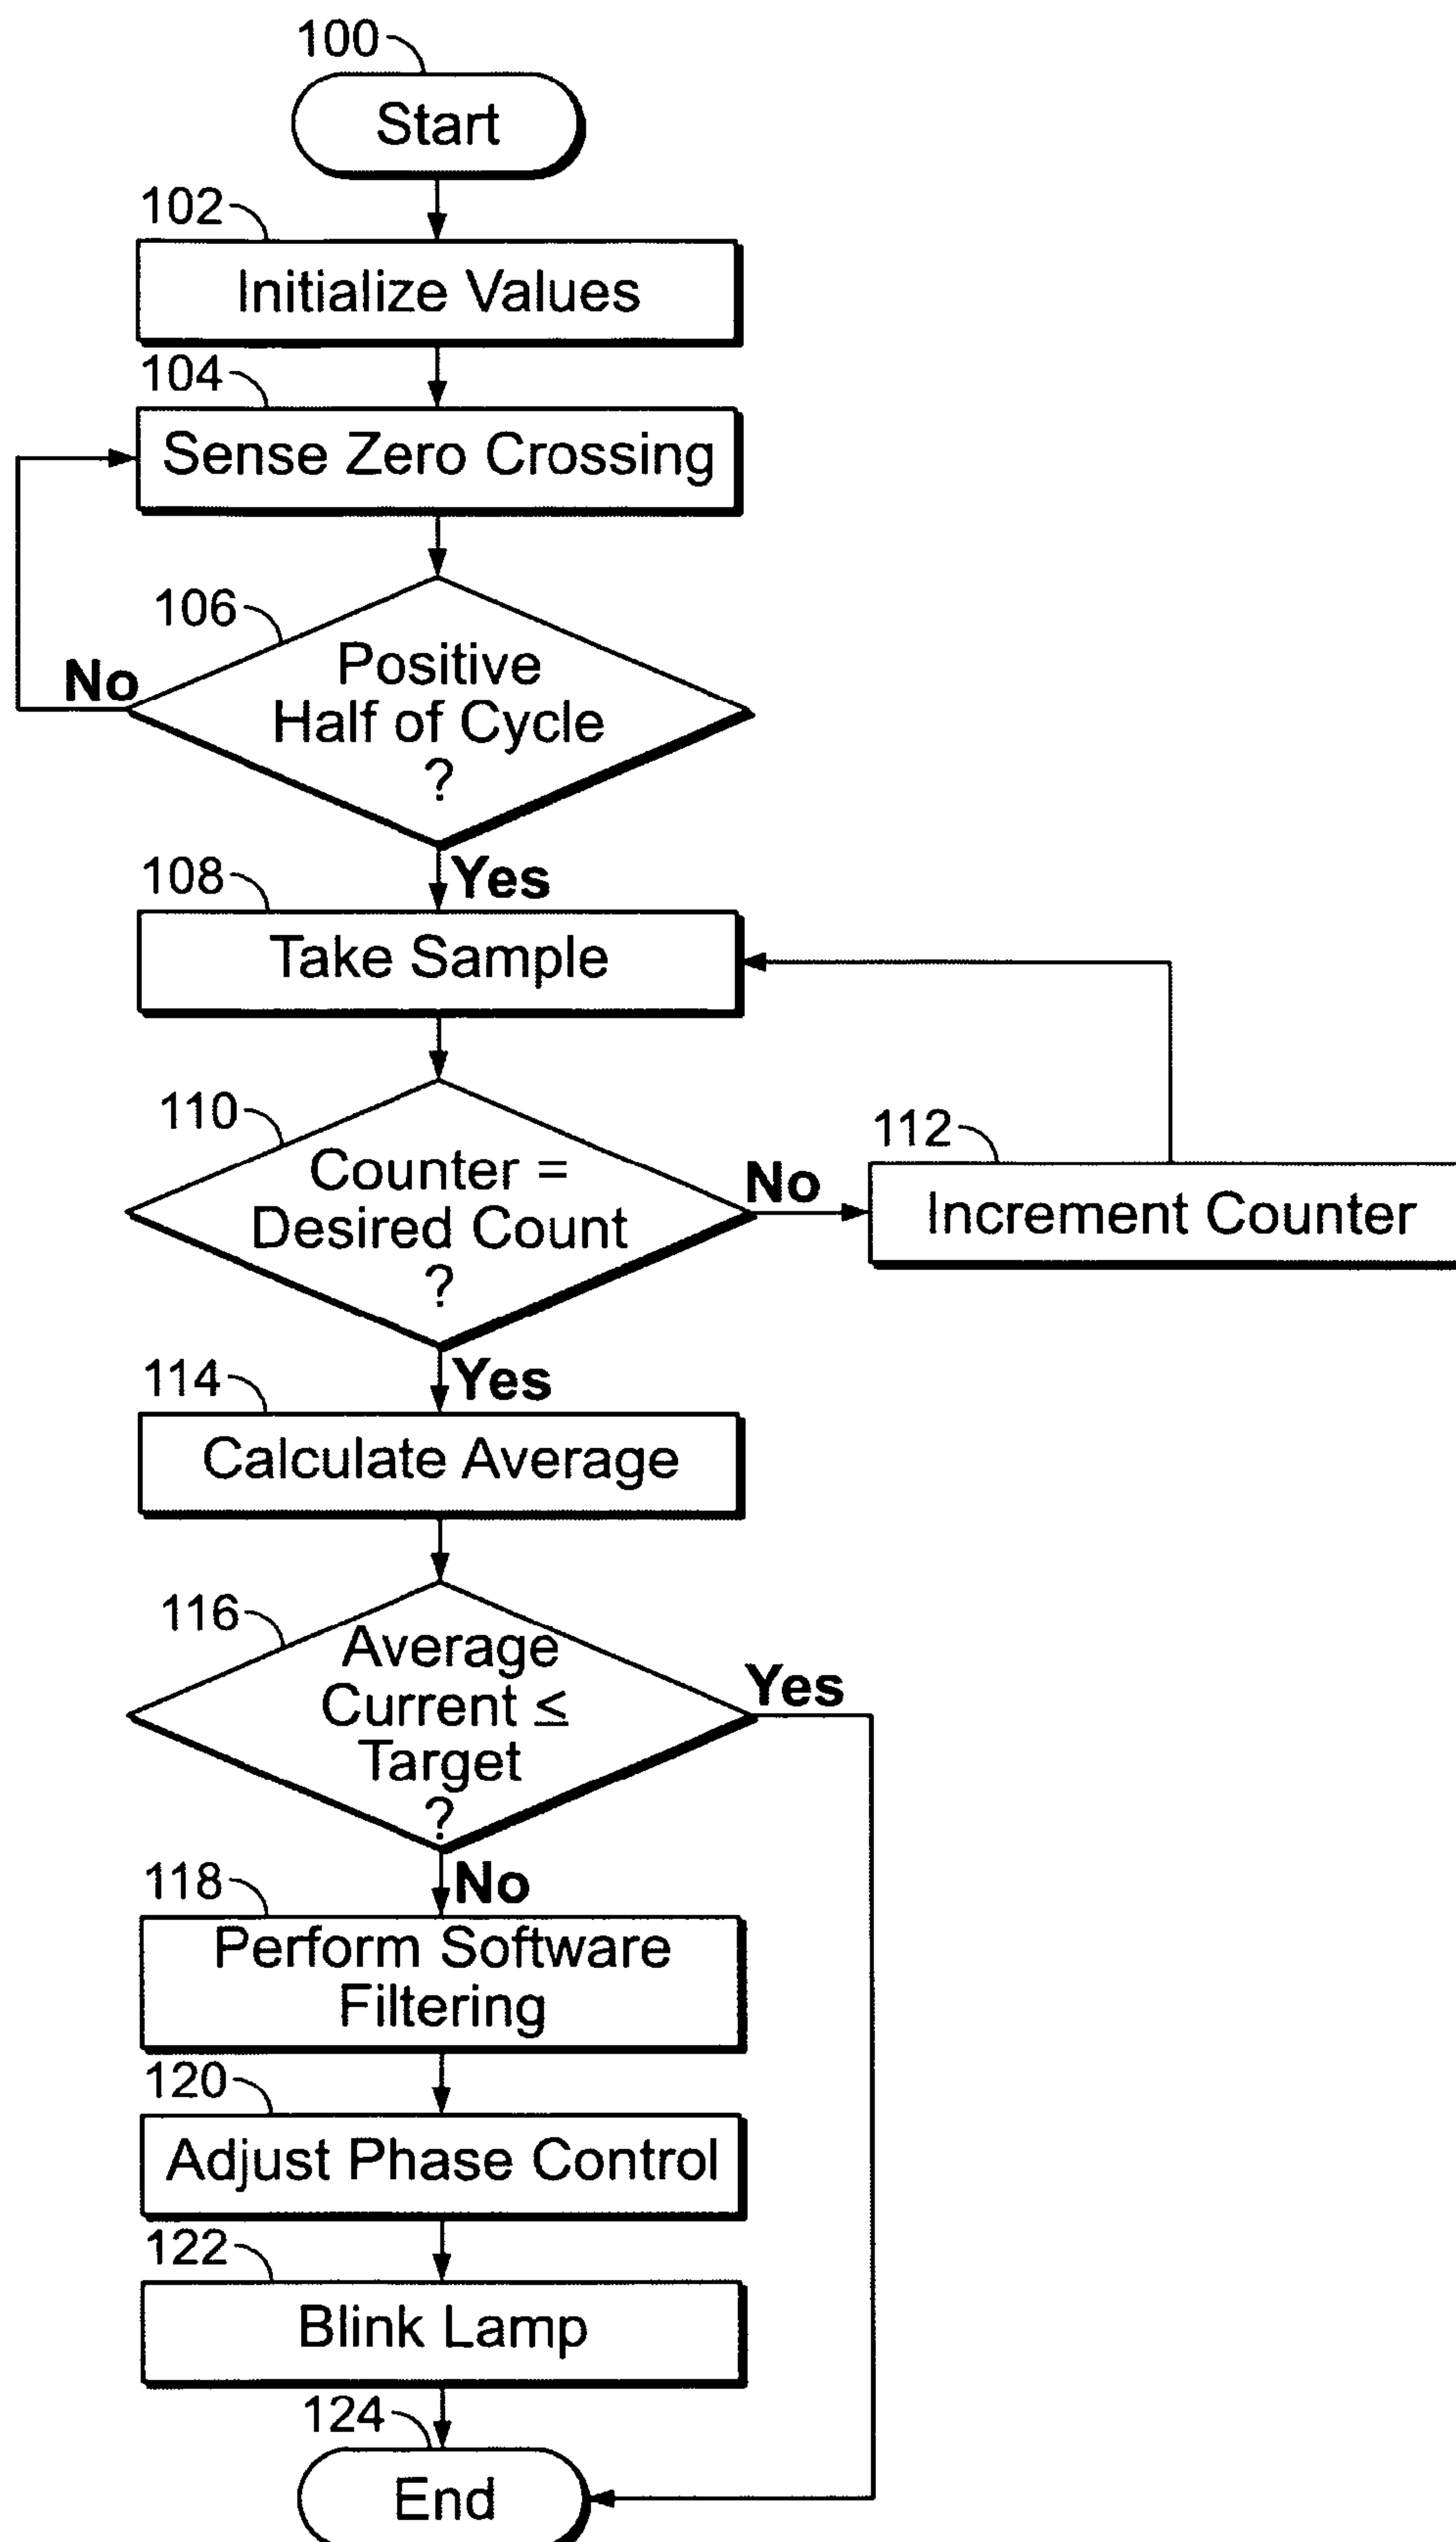 100
Start
102
Initialize Values
104
Sense Zero Crossing
106
Positive
Half of Cycle
?
No
Yes
108
Take Sample
110
Counter =
Desired Count
?
No
112
Increment Counter
Yes
114
Calculate Average
116
Average
Current ≤
Target
?
Yes
No
118
Perform Software
Filtering
120
Adjust Phase Control
122
Blink Lamp
124
End